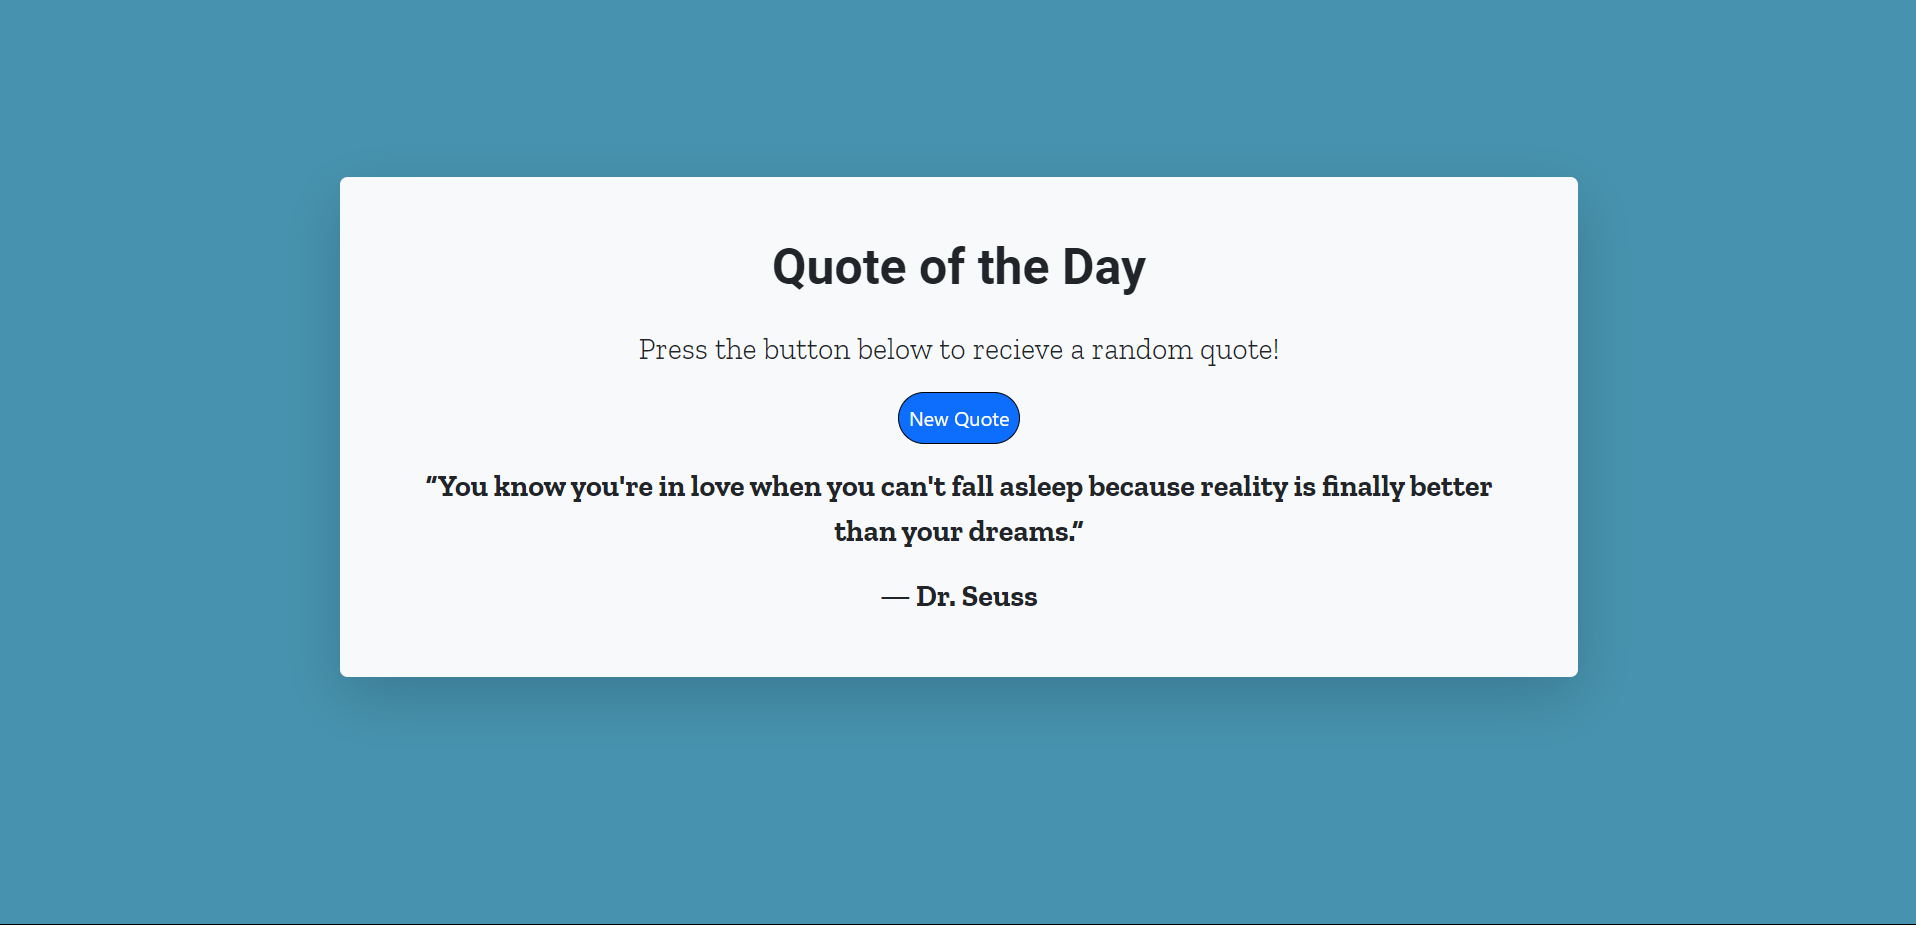 Quote of the Day
Press the button below to recieve a random quote!
New Quote
“You know you're in love when you can't fall asleep because reality is finally better
than your dreams.”
— Dr. Seuss